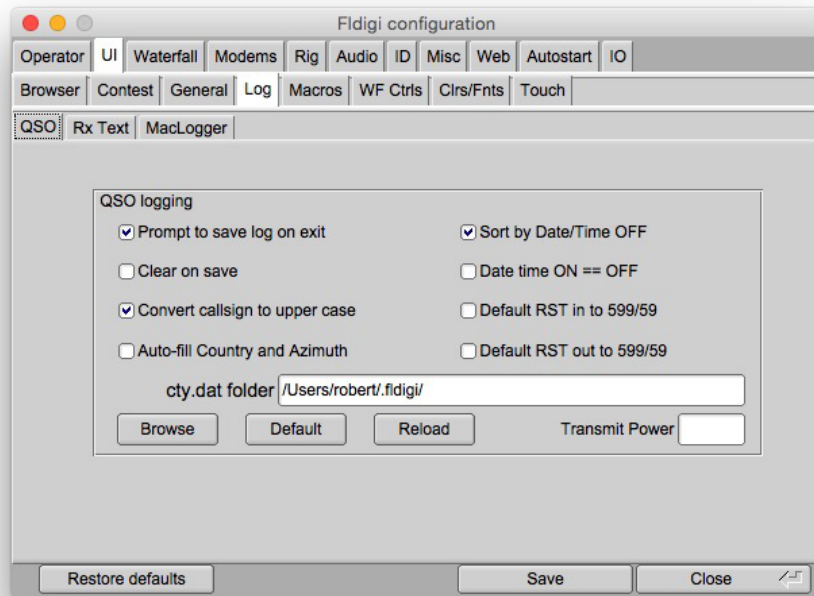 Fldigi configuration
Operator UI Waterfall Modems Rig Audio ID Misc Web Autostart IO
Browser Contest General Log Macros WF Ctrls Clrs/Fnts Touch
QSO Rx Text MacLogger
QSO logging
Prompt to save log on exit Sort by Date/Time OFF
Clear on save Date time ON == OFF
Convert callsign to upper case Default RST in to 599/59
Auto-fill Country and Azimuth Default RST out to 599/59
cty.dat folder /Users/robert/.fldigi/
Browse Default Reload Transmit Power
Restore defaults Save Close